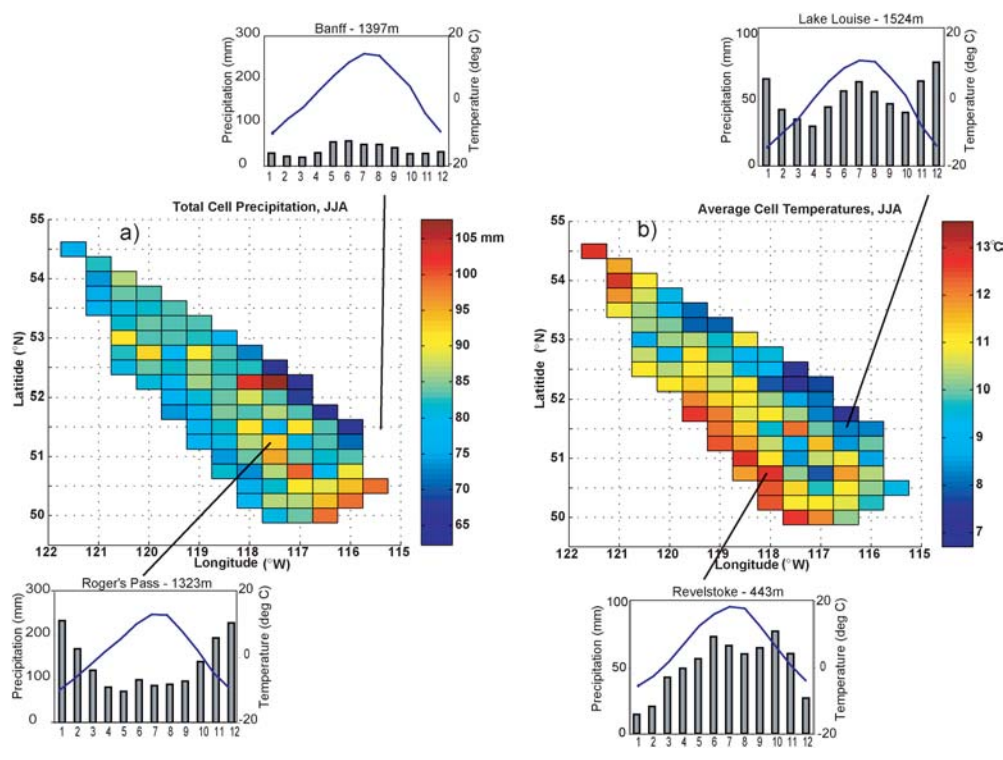 Banff - 1397m
300
200
100
0
Precipitation (mm)
20
0
-20
Temperature (deg C)
1 2 3 4 5 6 7 8 9 10 11 12
Lake Louise - 1524m
100
50
0
Precipitation (mm)
20
0
-20
Temperature (deg C)
1 2 3 4 5 6 7 8 9 10 11 12
Total Cell Precipitation, JJA
a)
55
54
53
52
51
50
Latitide (°N)
122 121 120 119 118 117 116 115
Longitude (°W)
105 mm
100
95
90
85
80
75
70
65
Average Cell Temperatures, JJA
b)
55
54
53
52
51
50
Latitide (°N)
122 121 120 119 118 117 116 115
Longitude (°W)
13°C
12
11
10
9
8
7
Roger's Pass - 1323m
300
200
100
0
Precipitation (mm)
20
0
-20
Temperature (deg C)
1 2 3 4 5 6 7 8 9 10 11 12
Revelstoke - 443m
100
50
0
Precipitation (mm)
20
0
-20
Temperature (deg C)
1 2 3 4 5 6 7 8 9 10 11 12